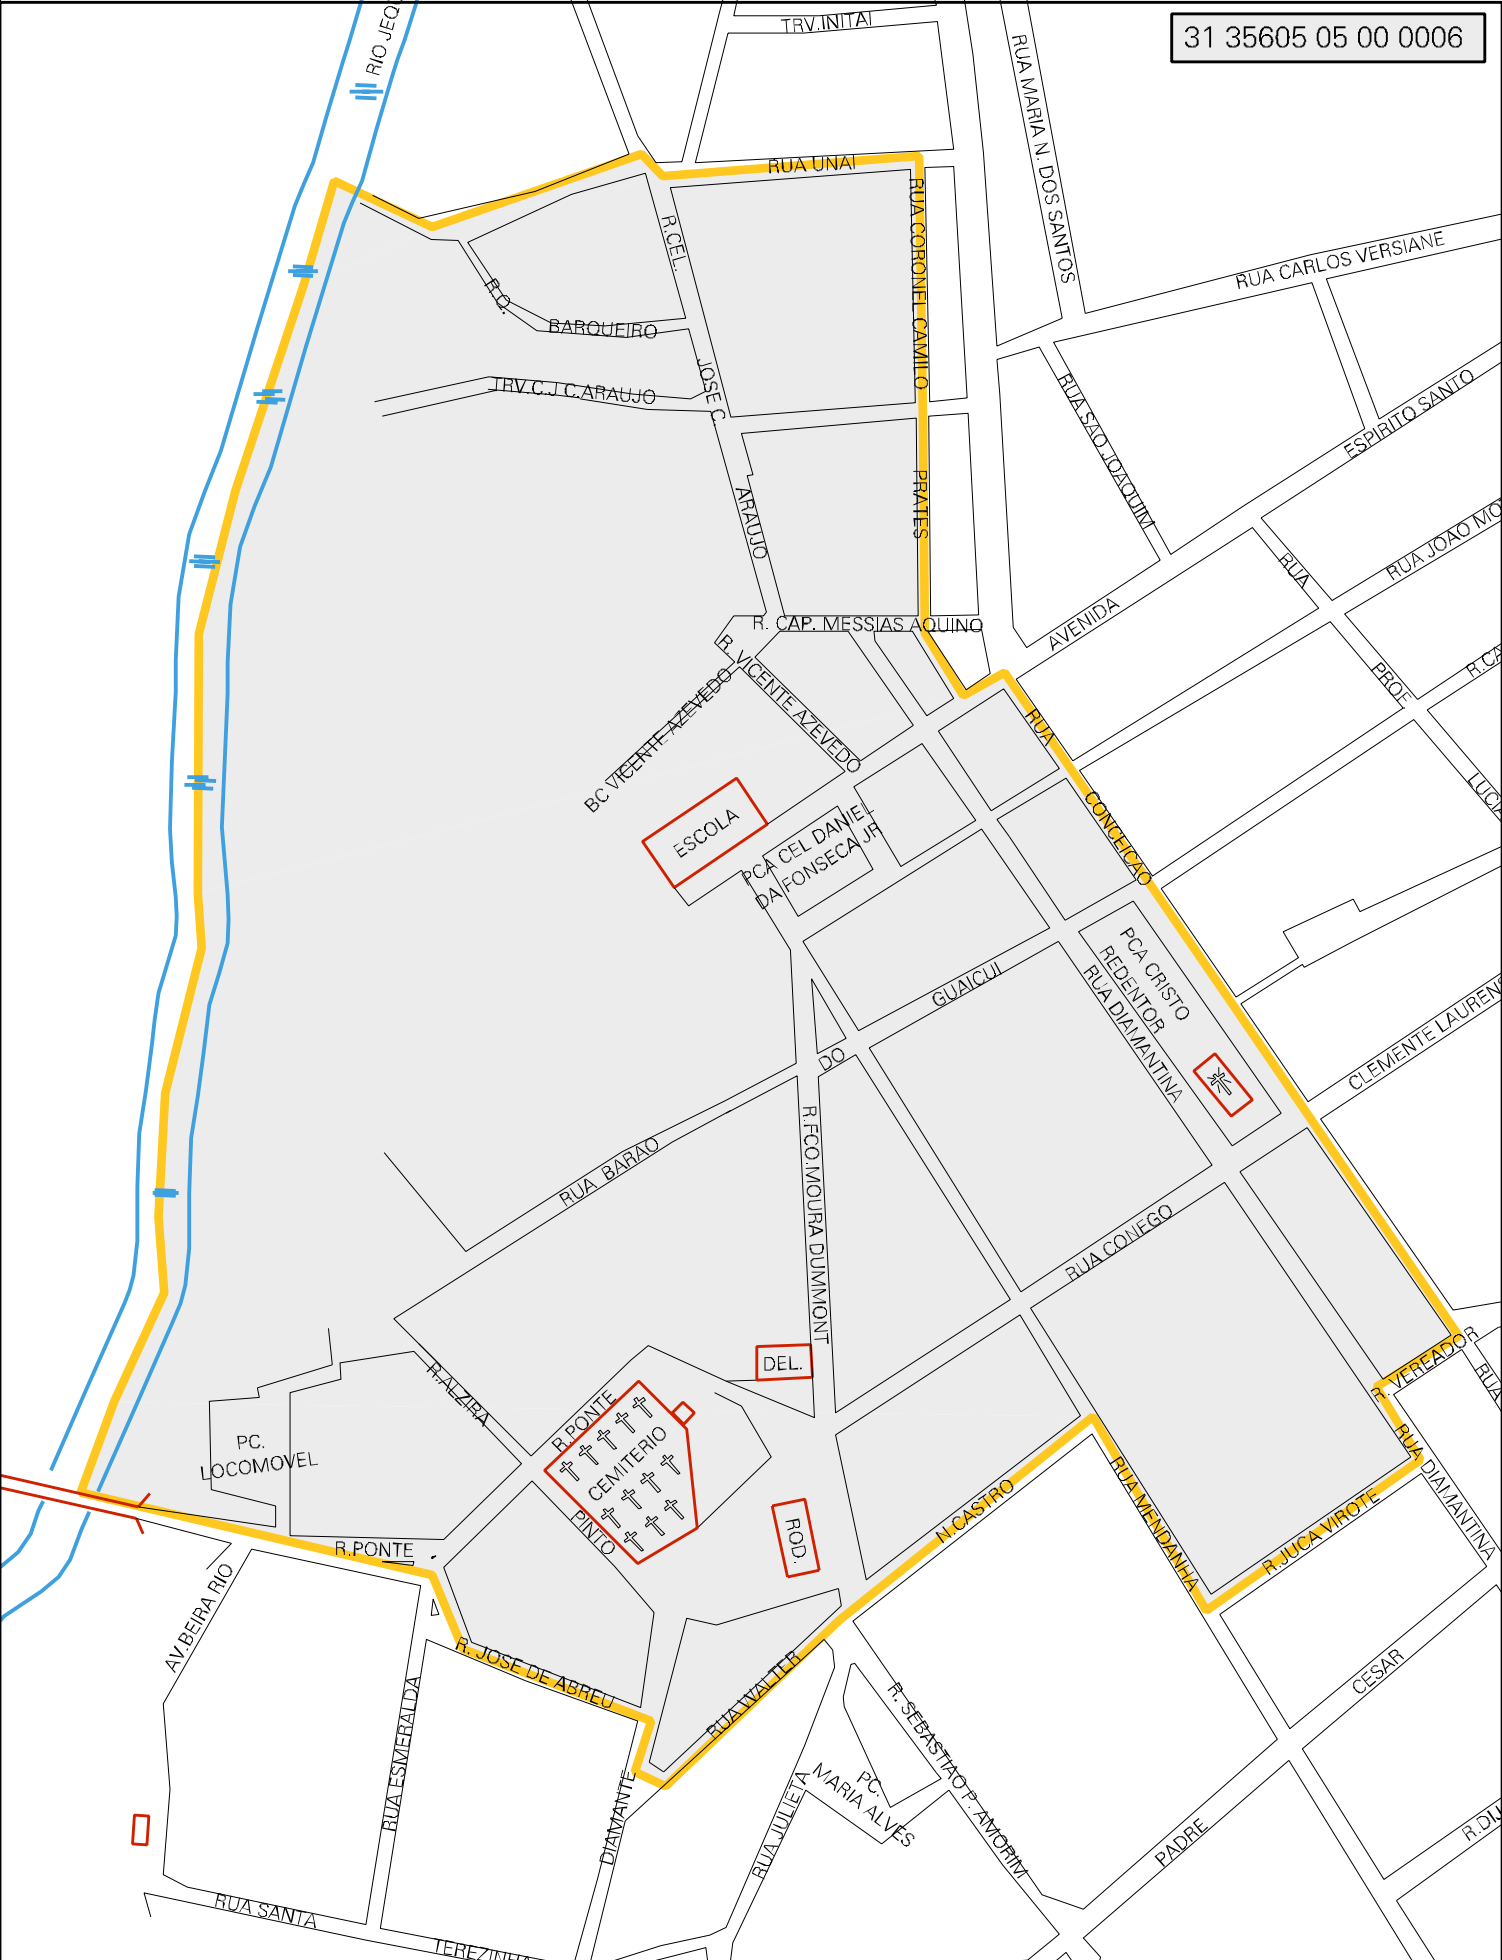 31 35605 05 00 0006
TRV.INITAI
RUA MARIA N. DOS SANTOS
RUA UNAI
RUA CORONEL CAMILO
PRATES
RUA CARLOS VERSIANE
R.CEL.
JOSE C.
ARAUJO
R.Q.
BARQUEIRO
TRV.C.J C.ARAUJO
RUA SAO JOAQUIM
AVENIDA
ESPIRITO SANTO
RUA
PROF
RUA JOAO
R. CAP. MESSIAS AQUINO
R. VICENTE AZEVEDO
BC VICENTE AZEVEDO
RUA
CONCEICAO
ESCOLA
PCA CEL DANIEL
DA FONSECA JR
PCA CRISTO
REDENTOR
RUA DIAMANTINA
GUAICUI
DO
RUA BARAO
CLEMENTE
R.FCO.MOURA DUMMONT
RUA CONEGO
DEL.
R. VEREADOR
RUA
RUA DIAMANTINA
R.ALZIRA
R.PONTE
CEMITERIO
PINTO
PC.
LOCOMOVEL
ROD.
N.CASTRO
RUA MENDANHA
R.JUCA VIROTE
R.PONTE
AV.BEIRA RIO
R. JOSE DE ABREU
RUA WALTER
RUA ESMERALDA
DIAMANTE
RUA JULIETA
PC.
MARIA ALVES
R. SEBASTIAO P. AMORIM
CESAR
PADRE
RUA SANTA
TEREZINHA
RIO